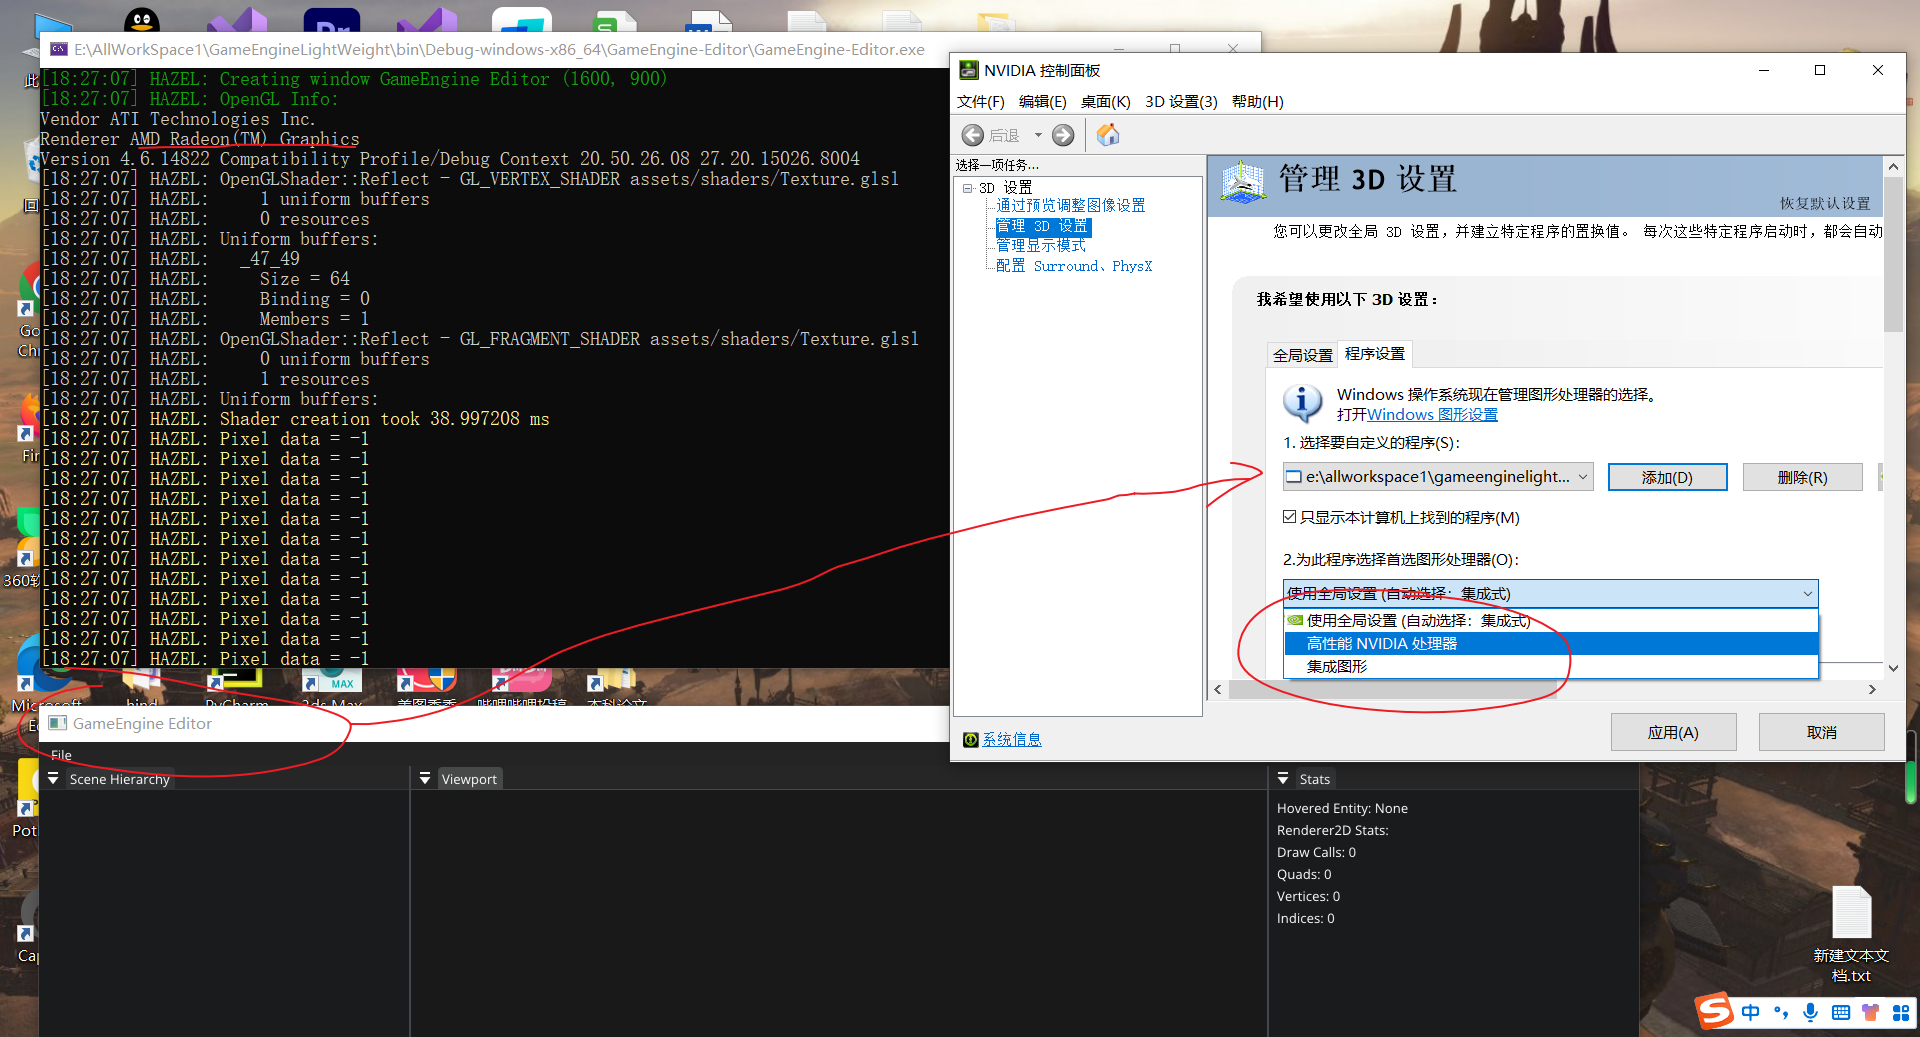 E:\AllWorkSpace1\GameEngineLightWeight\bin\Debug-windows-x86_64\GameEngine-Editor\GameEngine-Editor.exe
[18:27:07] HAZEL: Creating window GameEngine Editor (1600, 900)
[18:27:07] HAZEL: OpenGL Info:
Vendor ATI Technologies Inc.
Renderer AMD Radeon(TM) Graphics
Version 4.6.14822 Compatibility Profile/Debug Context 20.50.26.08 27.20.15026.8004
[18:27:07] HAZEL: OpenGLShader::Reflect - GL_VERTEX_SHADER assets/shaders/Texture.glsl
[18:27:07] HAZEL:     1 uniform buffers
[18:27:07] HAZEL:     0 resources
[18:27:07] HAZEL: Uniform buffers:
[18:27:07] HAZEL:   _47_49
[18:27:07] HAZEL:     Size = 64
[18:27:07] HAZEL:     Binding = 0
[18:27:07] HAZEL:     Members = 1
[18:27:07] HAZEL: OpenGLShader::Reflect - GL_FRAGMENT_SHADER assets/shaders/Texture.glsl
[18:27:07] HAZEL:     0 uniform buffers
[18:27:07] HAZEL:     1 resources
[18:27:07] HAZEL: Uniform buffers:
[18:27:07] HAZEL: Shader creation took 38.997208 ms
[18:27:07] HAZEL: Pixel data = -1
[18:27:07] HAZEL: Pixel data = -1
[18:27:07] HAZEL: Pixel data = -1
[18:27:07] HAZEL: Pixel data = -1
[18:27:07] HAZEL: Pixel data = -1
[18:27:07] HAZEL: Pixel data = -1
[18:27:07] HAZEL: Pixel data = -1
[18:27:07] HAZEL: Pixel data = -1
[18:27:07] HAZEL: Pixel data = -1
[18:27:07] HAZEL: Pixel data = -1
[18:27:07] HAZEL: Pixel data = -1
[18:27:07] HAZEL: Pixel data = -1
NVIDIA 控制面板
文件(F) 编辑(E) 桌面(K) 3D 设置(3) 帮助(H)
后退
选择一项任务...
3D 设置
通过预览调整图像设置
管理 3D 设置
管理显示模式
配置 Surround、PhysX
系统信息
管理 3D 设置
恢复默认设置
您可以更改全局 3D 设置，并建立特定程序的置换值。 每次这些特定程序启动时，都会自动
我希望使用以下 3D 设置：
全局设置 程序设置
Windows 操作系统现在管理图形处理器的选择。
打开Windows 图形设置
1. 选择要自定义的程序(S)：
e:\allworkspace1\gameenginelight... 添加(D) 删除(R)
只显示本计算机上找到的程序(M)
2.为此程序选择首选图形处理器(O)：
使用全局设置 (自动选择：集成式)
使用全局设置 (自动选择：集成式)
高性能 NVIDIA 处理器
集成图形
应用(A) 取消
GameEngine Editor
File
Scene Hierarchy
Viewport
Stats
Hovered Entity: None
Renderer2D Stats:
Draw Calls: 0
Quads: 0
Vertices: 0
Indices: 0
此
回
Go
Chr
Fir
360软
Microsoft
Ed
Pot
Cap
PyCharm
3ds Max
MAX
新建文本文
档.txt
中